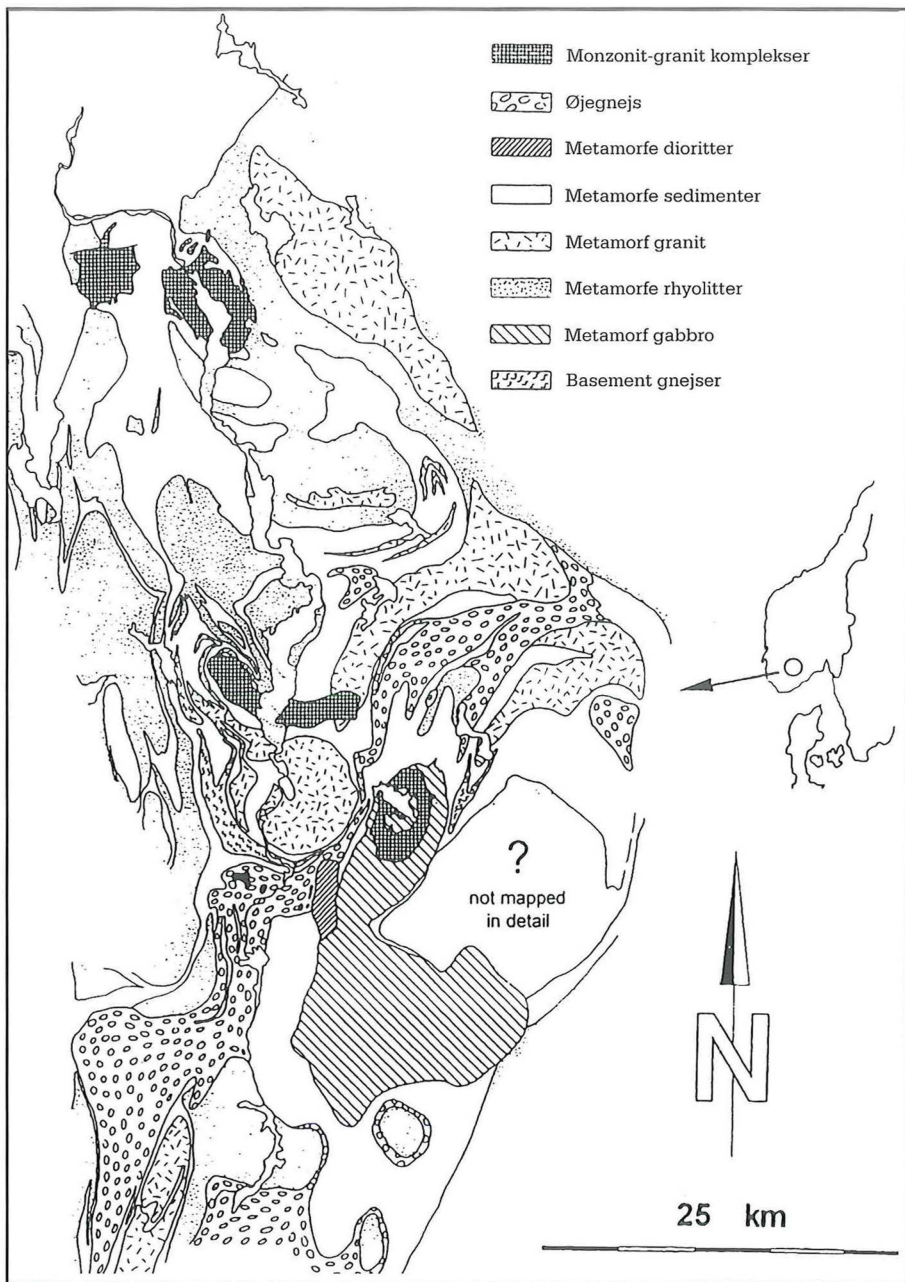 Monzonit-granit komplekser
Øjegnejs
Metamorfe dioritter
Metamorfe sedimenter
Metamorf granit
Metamorfe rhyolitter
Metamorf gabbro
Basement gnejser
?
not mapped
in detail
N
25 km